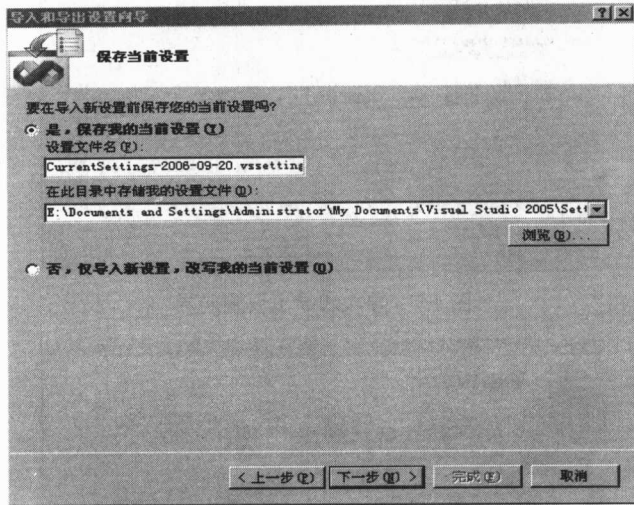 导入和导出设置向导
保存当前设置
要在导入新设置前保存您的当前设置吗?
是，保存我的当前设置(Y)
设置文件名(F):
CurrentSettings-2006-09-20.vssetting
在此目录中存储我的设置文件(D):
E:\Documents and Settings\Administrator\My Documents\Visual Studio 2005\Sett
浏览(B)...
否，仅导入新设置，改写我的当前设置(O)
< 上一步(P)
下一步(N) >
完成(F)
取消